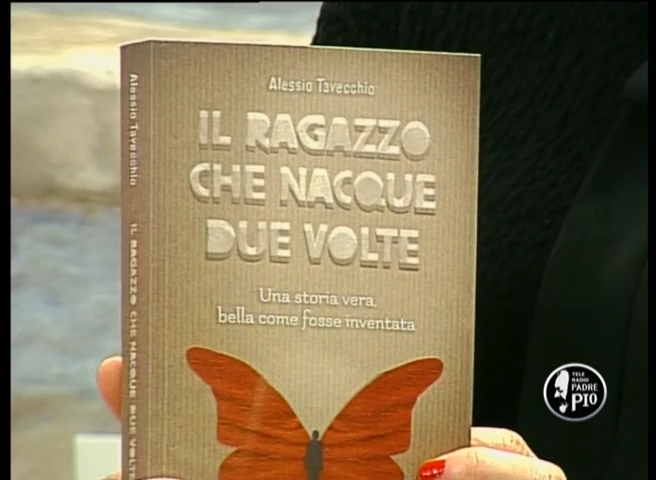 Alessio Tavecchio
IL RAGAZZO
CHE NACQUE
DUE VOLTE
Una storia vera,
bella come fosse inventata
Alessio Tavecchio IL RAGAZZO CHE NACQUE DUE VOLTE
TELE
RADIO
PADRE
PIO